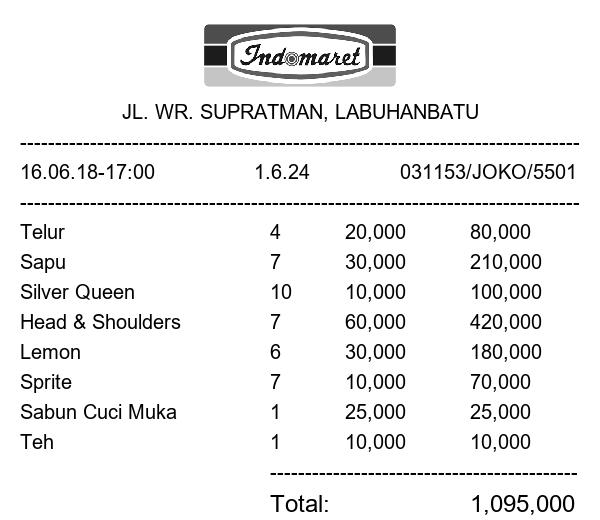 Indomaret
JL. WR. SUPRATMAN, LABUHANBATU
--------------------------------------------------------------------------------
16.06.18-17:00 1.6.24 031153/JOKO/5501
--------------------------------------------------------------------------------
Telur 4 20,000 80,000
Sapu 7 30,000 210,000
Silver Queen 10 10,000 100,000
Head & Shoulders 7 60,000 420,000
Lemon 6 30,000 180,000
Sprite 7 10,000 70,000
Sabun Cuci Muka 1 25,000 25,000
Teh 1 10,000 10,000
--------------------------------------------
Total: 1,095,000